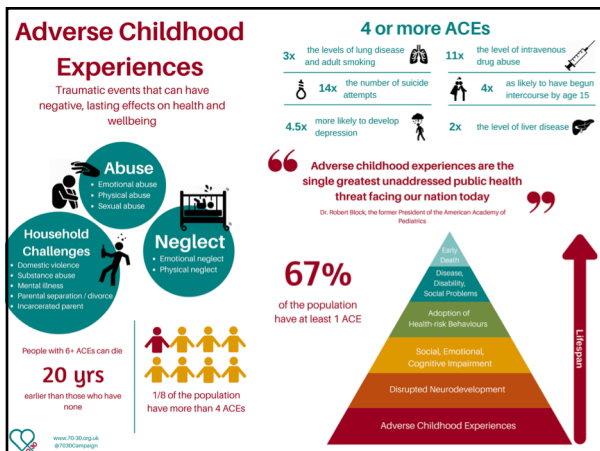 Adverse Childhood
Experiences
Traumatic events that can have
negative, lasting effects on health and
wellbeing
Abuse
• Emotional abuse
• Physical abuse
• Sexual abuse
Household
Challenges
• Domestic violence
• Substance abuse
• Mental illness
• Parental separation / divorce
• Incarcerated parent
Neglect
• Emotional neglect
• Physical neglect
People with 6+ ACEs can die
20 yrs
earlier than those who have
none
1/8 of the population
have more than 4 ACEs
www.70-30.org.uk
@7030Campaign
4 or more ACEs
3x
the levels of lung disease
and adult smoking
11x
the level of intravenous
drug abuse
14x
the number of suicide
attempts
4x
as likely to have begun
intercourse by age 15
4.5x
more likely to develop
depression
2x
the level of liver disease
“
Adverse childhood experiences are the
single greatest unaddressed public health
threat facing our nation today
”
Dr. Robert Block, the former President of the American Academy of
Pediatrics
67%
of the population
have at least 1 ACE
Early
Death
Disease,
Disability,
Social Problems
Adoption of
Health-risk Behaviours
Social, Emotional,
Cognitive Impairment
Disrupted Neurodevelopment
Adverse Childhood Experiences
Lifespan